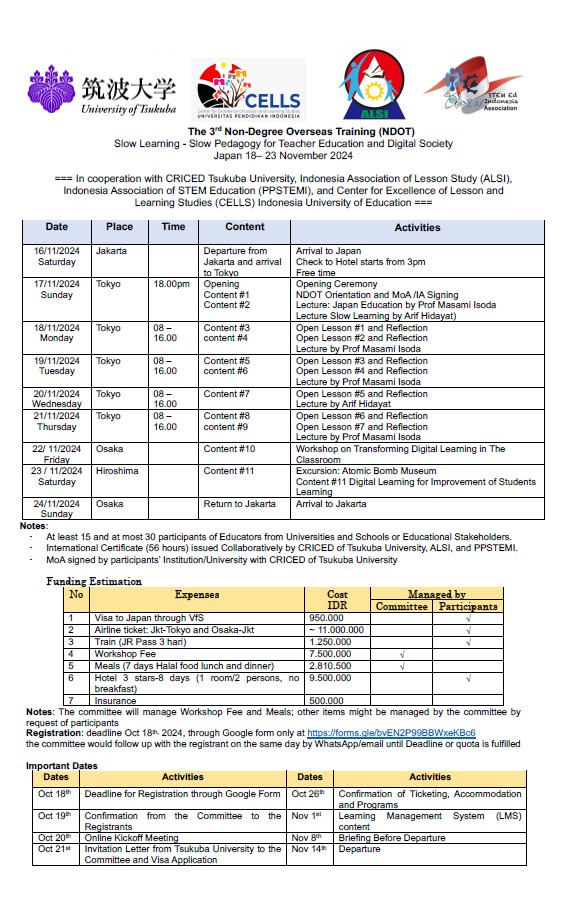 筑波大学
University of Tsukuba
CELLS
Center of Excellence of Lesson and Learning Studies
UNIVERSITAS PENDIDIKAN INDONESIA
ALSI
STEM Ed
Indonesia
Association
The 3rd Non-Degree Overseas Training (NDOT)
Slow Learning - Slow Pedagogy for Teacher Education and Digital Society
Japan 18– 23 November 2024
=== In cooperation with CRICED Tsukuba University, Indonesia Association of Lesson Study (ALSI),
Indonesia Association of STEM Education (PPSTEMI), and Center for Excellence of Lesson and
Learning Studies (CELLS) Indonesia University of Education ===
Date Place Time Content Activities
16/11/2024 Jakarta Departure from Arrival to Japan
Saturday Jakarta and arrival Check to Hotel starts from 3pm
to Tokyo Free time
17/11/2024 Tokyo 18.00pm Opening Opening Ceremony
Sunday Content #1 NDOT Orientation and MoA /IA Signing
Content #2 Lecture: Japan Education by Prof Masami Isoda
Lecture Slow Learning by Arif Hidayat)
18/11/2024 Tokyo 08 – Content #3 Open Lesson #1 and Reflection
Monday 16.00 content #4 Open Lesson #2 and Reflection
Lecture by Prof Masami Isoda
19/11/2024 Tokyo 08 – Content #5 Open Lesson #3 and Reflection
Tuesday 16.00 content #6 Open Lesson #4 and Reflection
Lecture by Prof Masami Isoda
20/11/2024 Tokyo 08 – Content #7 Open Lesson #5 and Reflection
Wednesday 16.00 Lecture by Arif Hidayat
21/11/2024 Tokyo 08 – Content #8 Open Lesson #6 and Reflection
Thursday 16.00 content #9 Open Lesson #7 and Reflection
Lecture by Prof Masami Isoda
22/ 11/2024 Osaka Content #10 Workshop on Transforming Digital Learning in The
Friday Classroom
23 / 11/2024 Hiroshima Content #11 Excursion: Atomic Bomb Museum
Saturday Content #11 Digital Learning for Improvement of Students
Learning
24/11/2024 Osaka Return to Jakarta Arrival to Jakarta
Sunday
Notes:
- At least 15 and at most 30 participants of Educators from Universities and Schools or Educational Stakeholders.
- International Certificate (56 hours) issued Collaboratively by CRICED of Tsukuba University, ALSI, and PPSTEMI.
- MoA signed by participants' Institution/University with CRICED of Tsukuba University
Funding Estimation
No Expenses Cost Managed by
IDR Committee Participants
1 Visa to Japan through VfS 950.000 √
2 Airline ticket: Jkt-Tokyo and Osaka-Jkt ~ 11.000.000 √
3 Train (JR Pass 3 hari) 1.250.000 √
4 Workshop Fee 7.500.000 √
5 Meals (7 days Halal food lunch and dinner) 2.810.500 √
6 Hotel 3 stars-8 days (1 room/2 persons, no 9.500.000 √
breakfast)
7 Insurance 500.000
Notes: The committee will manage Workshop Fee and Meals; other items might be managed by the committee by
request of participants
Registration: deadline Oct 18th, 2024, through Google form only at https://forms.gle/bvEN2P99BBWxeKBc6
the committee would follow up with the registrant on the same day by WhatsApp/email until Deadline or quota is fulfilled
Important Dates
Dates Activities Dates Activities
Oct 18th Deadline for Registration through Google Form Oct 26th Confirmation of Ticketing, Accommodation
and Programs
Oct 19th Confirmation from the Committee to the Nov 1st Learning Management System (LMS)
Registrants content
Oct 20th Online Kickoff Meeting Nov 8th Briefing Before Departure
Oct 21st Invitation Letter from Tsukuba University to the Nov 14th Departure
Committee and Visa Application